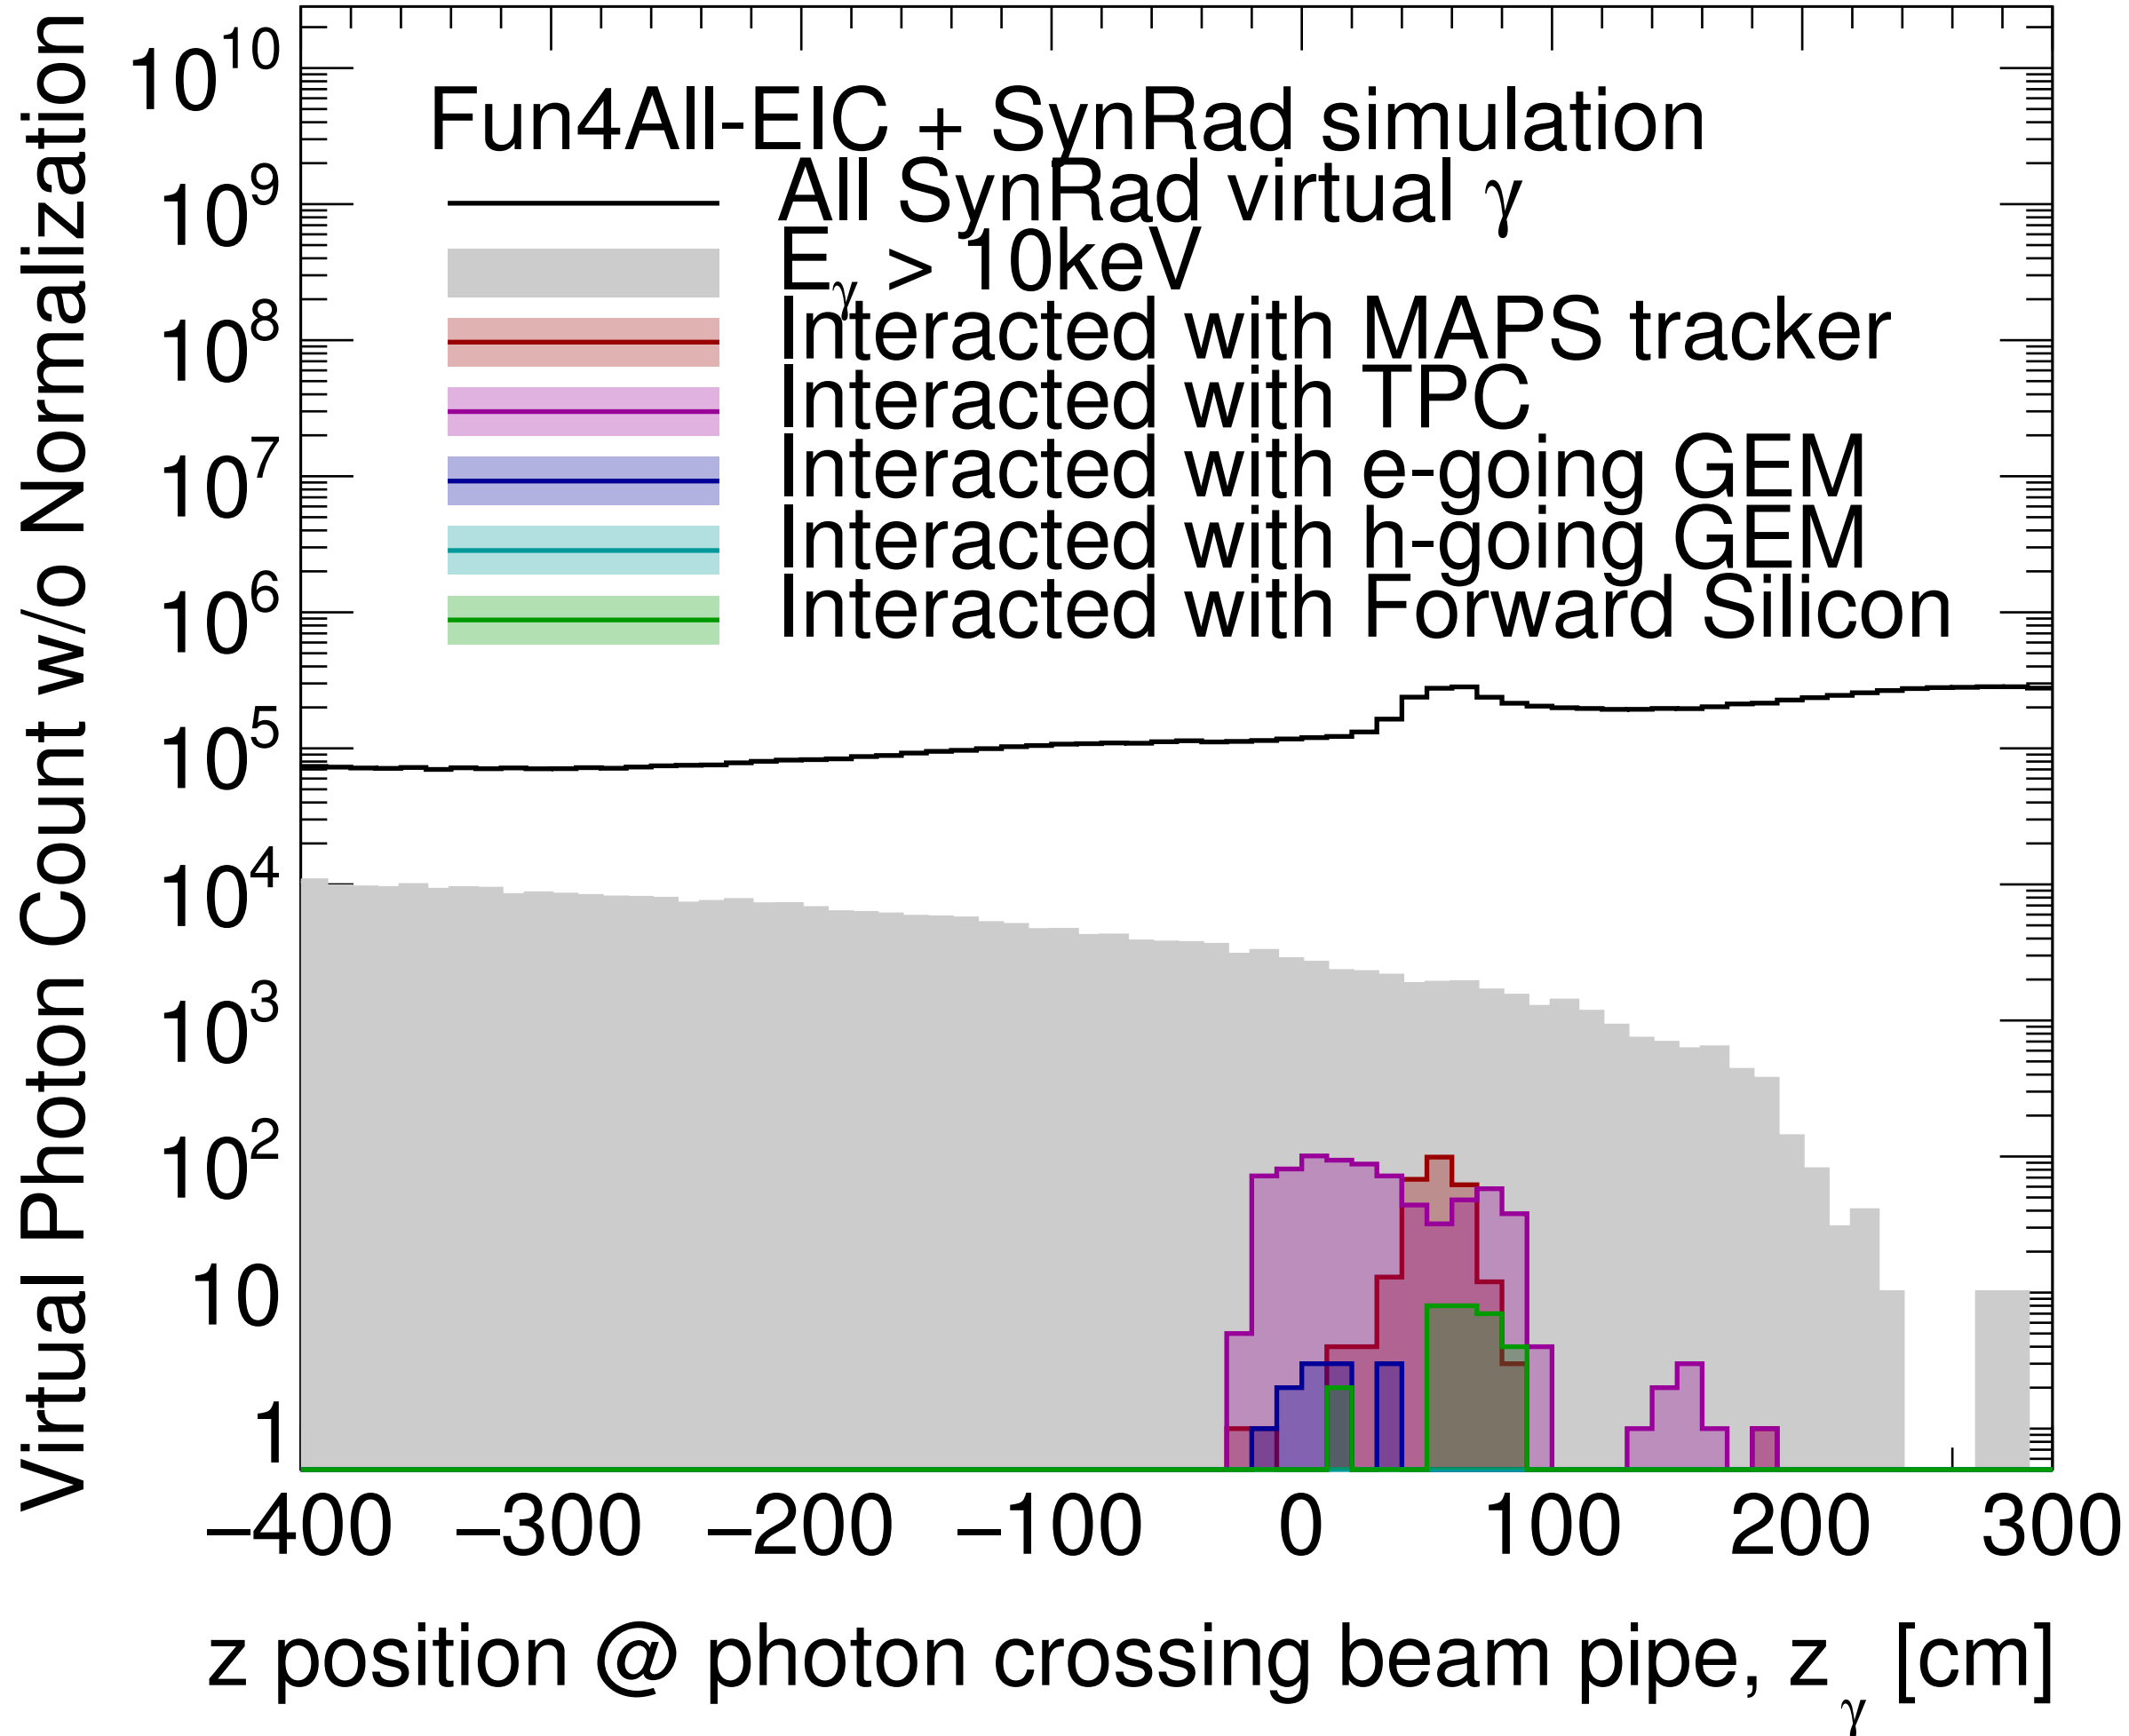 Virtual Photon Count w/o Normalization
10^10
10^9
10^8
10^7
10^6
10^5
10^4
10^3
10^2
10
1
Fun4All-EIC + SynRad simulation
All SynRad virtual γ
E_γ > 10keV
Interacted with MAPS tracker
Interacted with TPC
Interacted with e-going GEM
Interacted with h-going GEM
Interacted with Forward Silicon
−400 −300 −200 −100 0 100 200 300
z position @ photon crossing beam pipe, z_γ [cm]